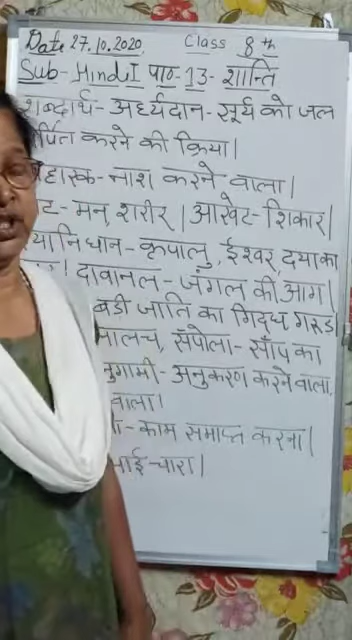 Date 27.10.2020. Class 8th
Sub- HindI पाठ-13- शान्ति
शब्दार्थ- अर्ध्यदान- सूर्य को जल
र्पित करने की क्रिया।
हारक- नाश करने वाला।
ट- मन, शरीर | आखेट-शिकार|
यानिधान- कृपालु, ईश्वर, दया का
दावानल- जंगल की आग।
बडी जाति का गिद्ध गरूड़
लालच, सँपोला- साँप का
नुगामी- अनुकरण करने वाला,
वाला।
- काम समाप्त करना|
भाई-चारा|